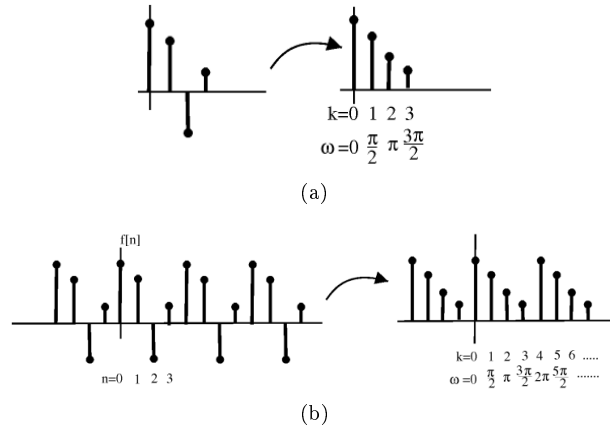 k=0 1 2 3
ω=0 π/2 π 3π/2
(a)
f[n]
n=0 1 2 3
k=0 1 2 3 4 5 6 .....
ω=0 π/2 π 3π/2 2π 5π/2 .......
(b)